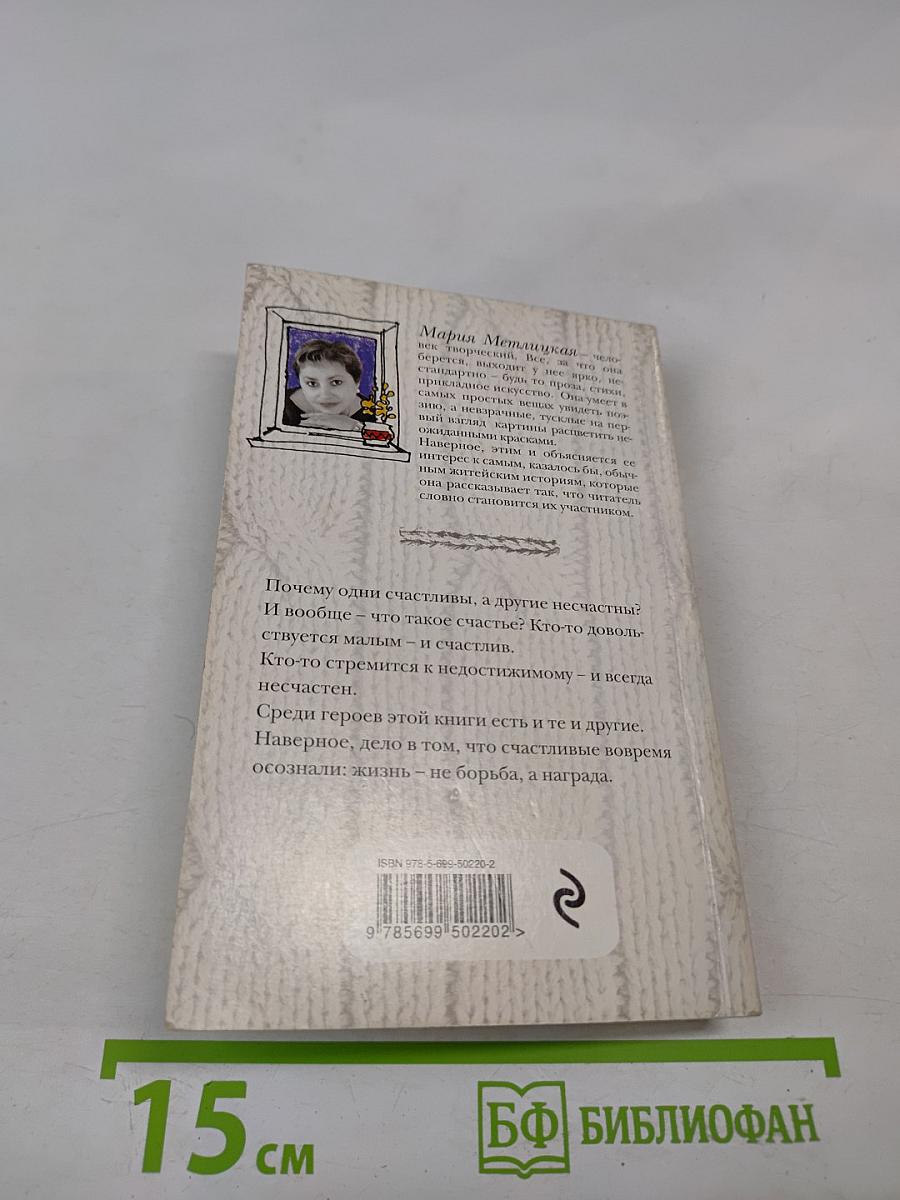 Мария Метлицкая – чело-
век творческий. Все, за что она
берется, выходит у нее ярко, не-
стандартно – будь то проза, стихи,
прикладное искусство. Она умеет в
самых простых вещах увидеть поэ-
зию, а невзрачные, тусклые на пер-
вый взгляд картины расцветить не-
ожиданными красками.
Наверное, этим и объясняется ее
интерес к самым, казалось бы, обыч-
ным житейским историям, которые
она рассказывает так, что читатель
словно становится их участником.
Почему одни счастливы, а другие несчастны?
И вообще – что такое счастье? Кто-то доволь-
ствуется малым – и счастлив.
Кто-то стремится к недостижимому – и всегда
несчастен.
Среди героев этой книги есть и те и другие.
Наверное, дело в том, что счастливые вовремя
осознали: жизнь – не борьба, а награда.
ISBN 978-5-699-50220-2
9 785699 502202 >
15 см
БФ БИБЛИОФАН